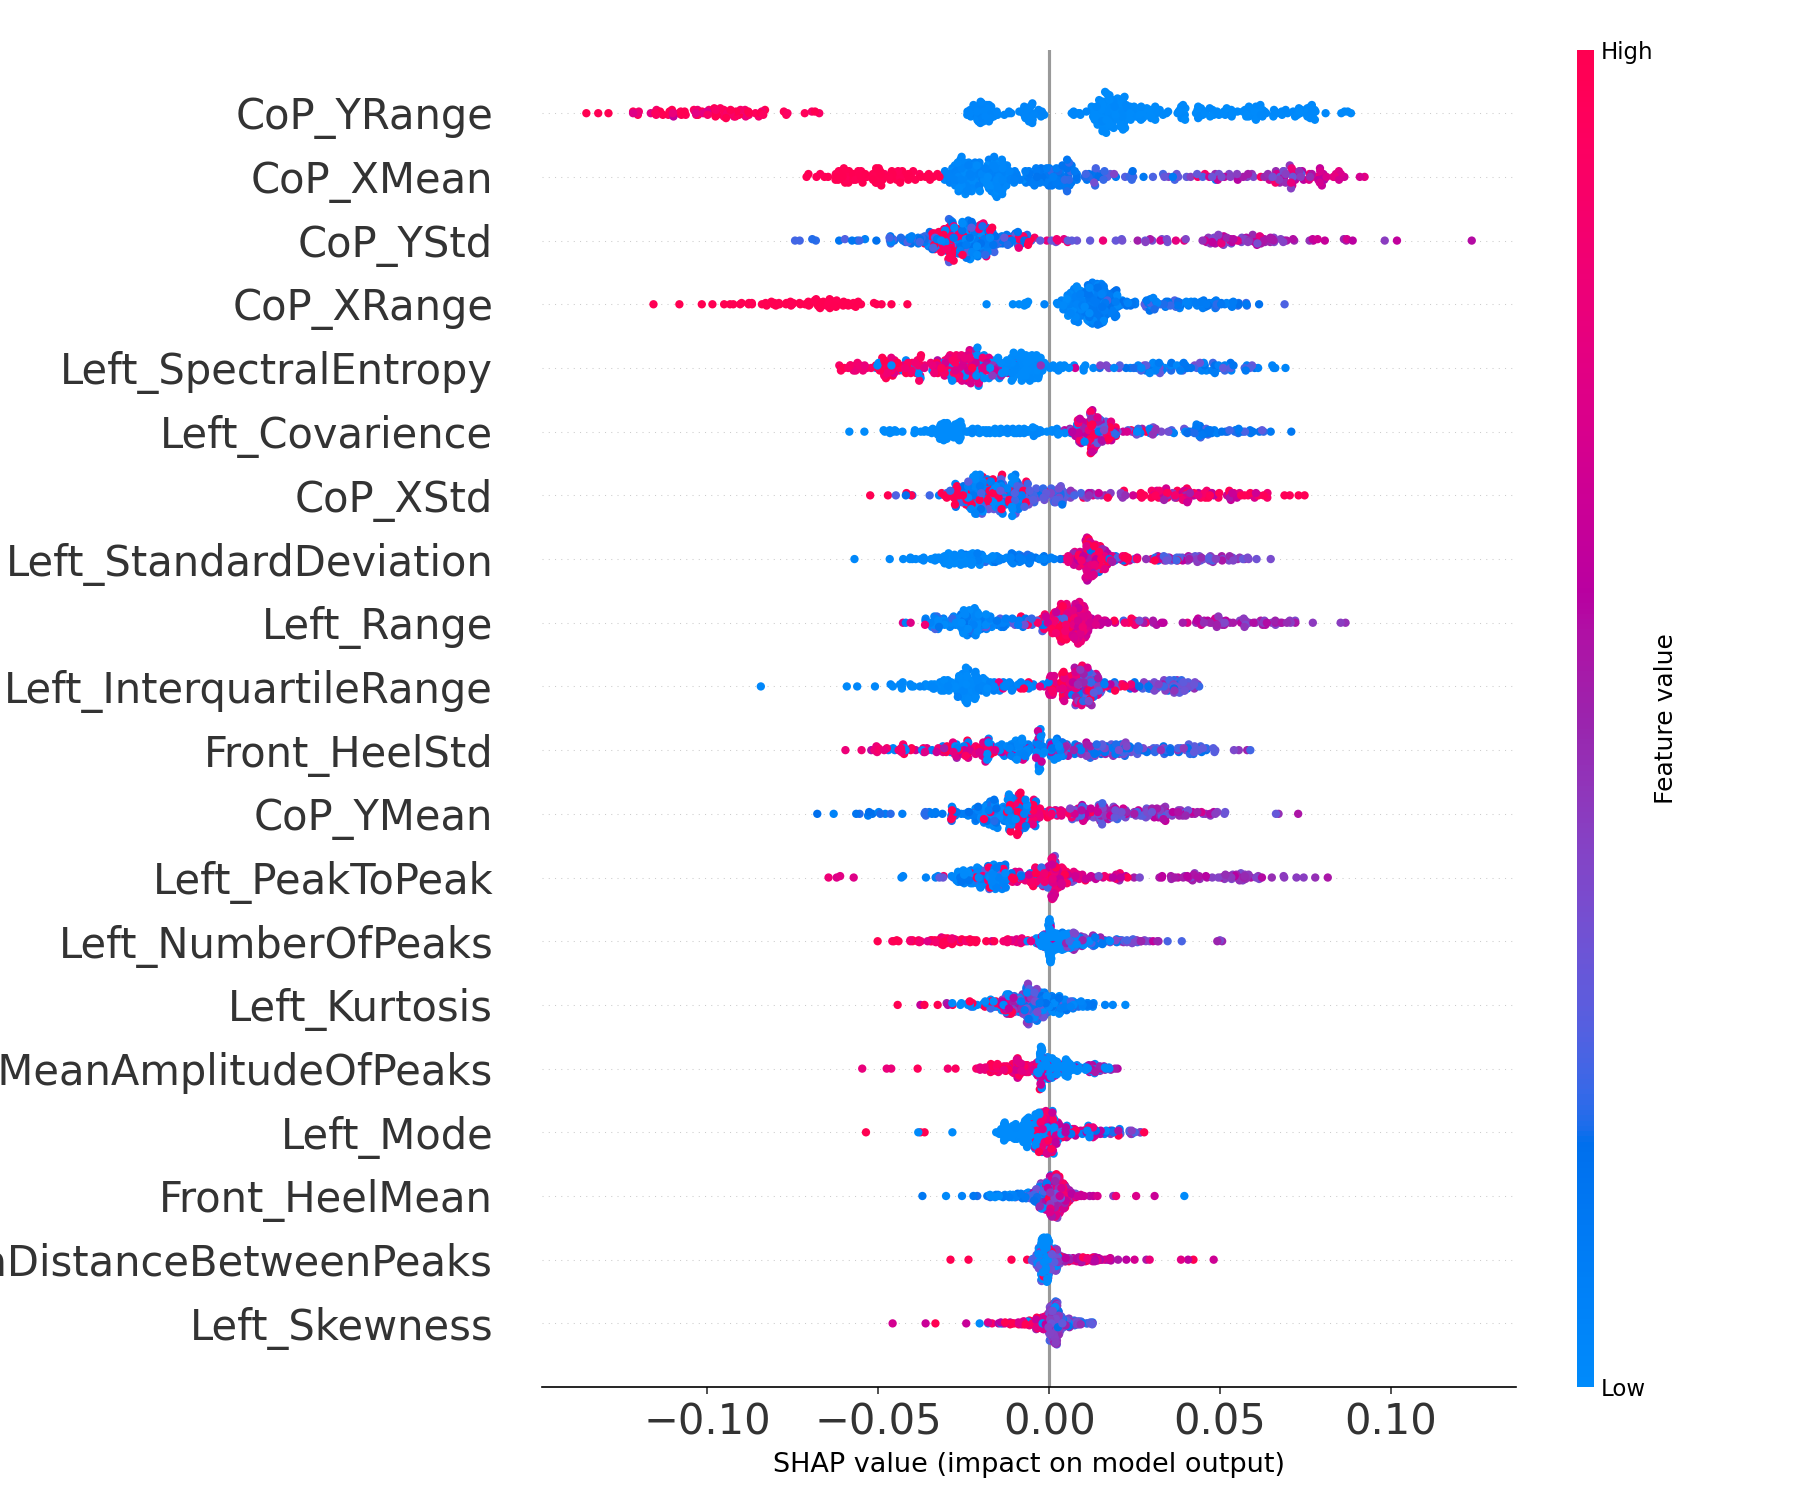 High
CoP_YRange
CoP_XMean
CoP_YStd
CoP_XRange
Left_SpectralEntropy
Left_Covarience
CoP_XStd
Left_StandardDeviation
Left_Range
Left_InterquartileRange
Front_HeelStd
CoP_YMean
Left_PeakToPeak
Left_NumberOfPeaks
Left_Kurtosis
MeanAmplitudeOfPeaks
Left_Mode
Front_HeelMean
DistanceBetweenPeaks
Left_Skewness
Feature value
Low
−0.10 −0.05 0.00 0.05 0.10
SHAP value (impact on model output)